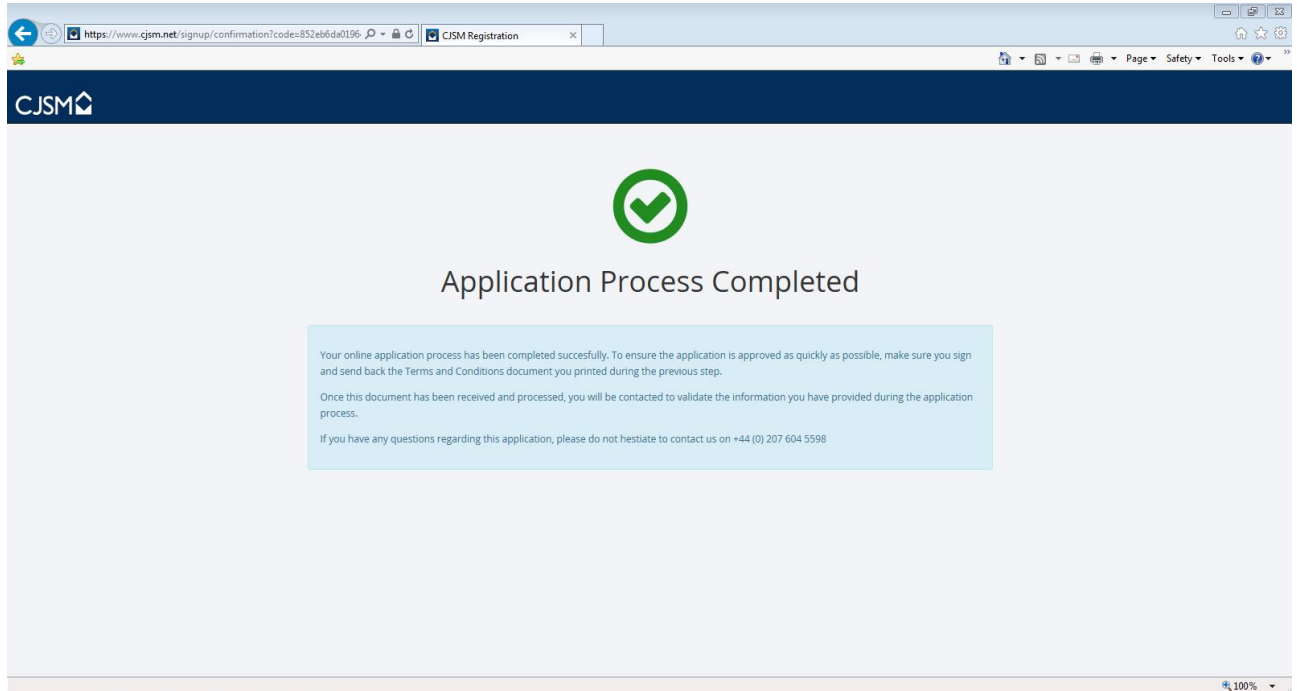 https://www.cjsm.net/signup/confirmation?code=852eb6da0196
CJSM Registration
Page
Safety
Tools
CJSM
Application Process Completed
Your online application process has been completed succesfully. To ensure the application is approved as quickly as possible, make sure you sign
and send back the Terms and Conditions document you printed during the previous step.
Once this document has been received and processed, you will be contacted to validate the information you have provided during the application
process.
If you have any questions regarding this application, please do not hestiate to contact us on +44 (0) 207 604 5598
100%